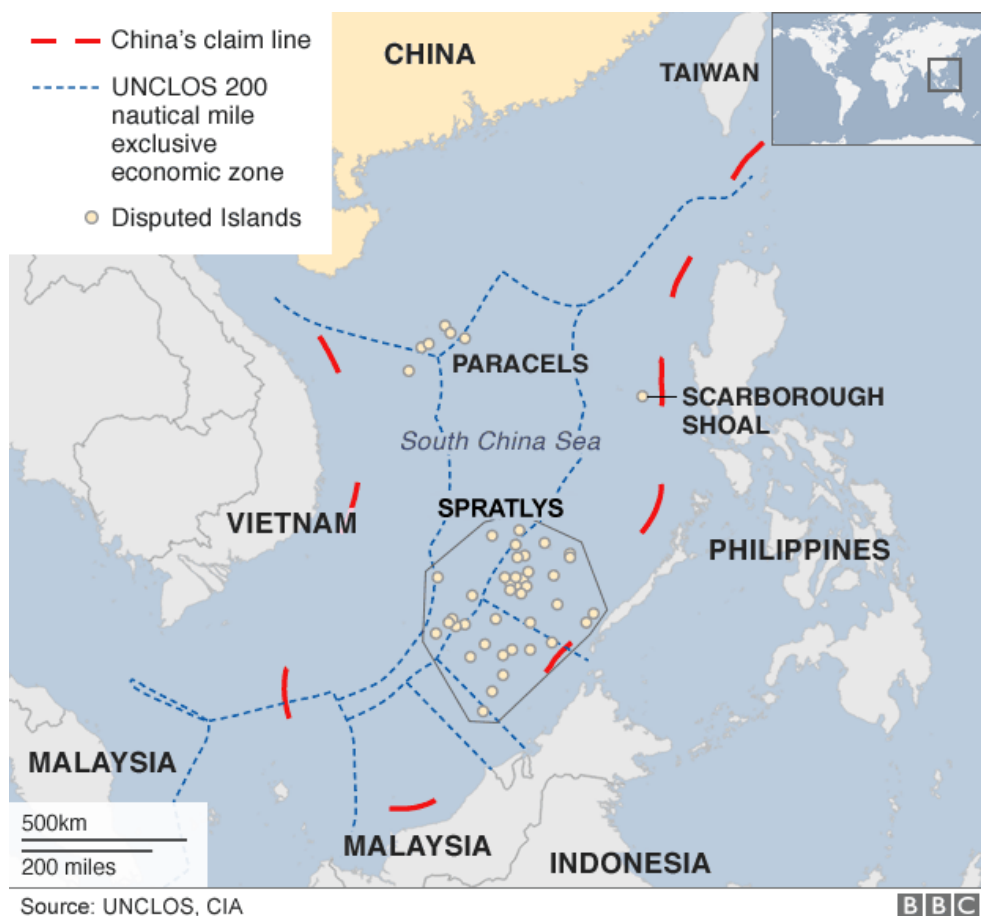 China's claim line
UNCLOS 200
nautical mile
exclusive
economic zone
Disputed Islands
CHINA
TAIWAN
PARACELS
SCARBOROUGH
SHOAL
South China Sea
SPRATLYS
VIETNAM
PHILIPPINES
MALAYSIA
500km
200 miles
MALAYSIA
INDONESIA
Source: UNCLOS, CIA
BBC